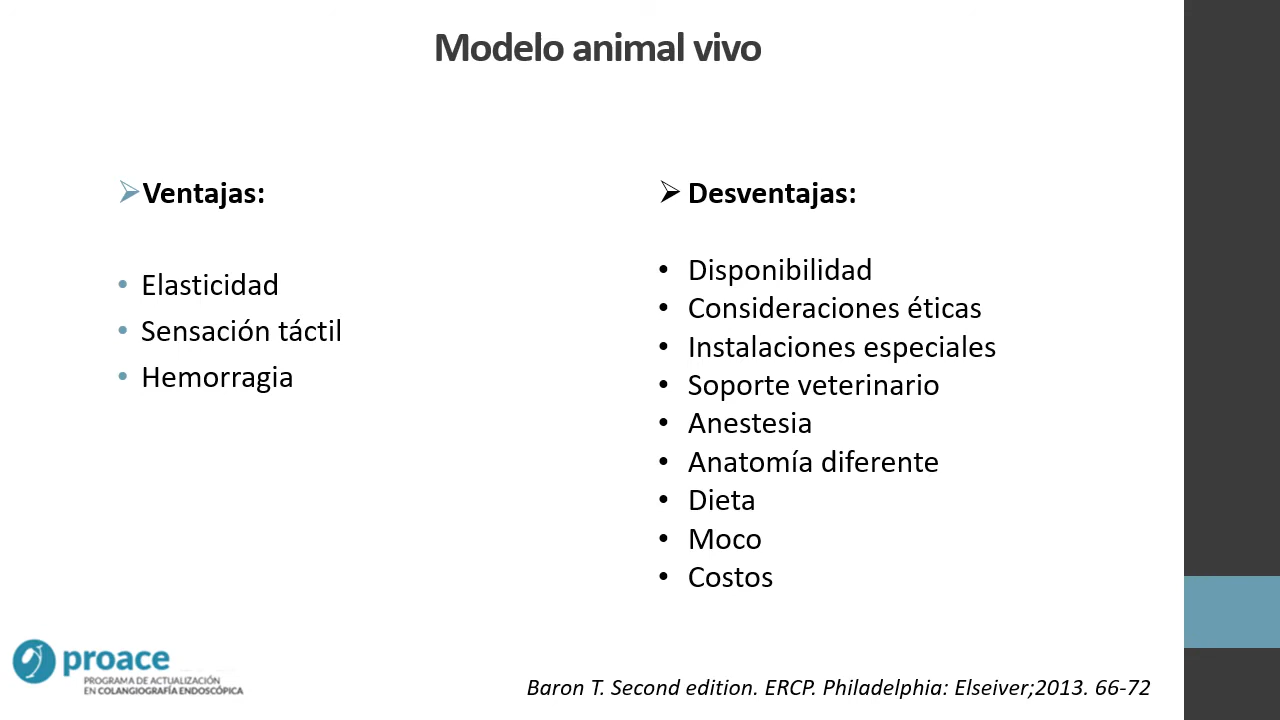 Modelo animal vivo
Ventajas:
Elasticidad
Sensación táctil
Hemorragia
Desventajas:
Disponibilidad
Consideraciones éticas
Instalaciones especiales
Soporte veterinario
Anestesia
Anatomía diferente
Dieta
Moco
Costos
proace
PROGRAMA DE ACTUALIZACIÓN
EN COLANGIOGRAFÍA ENDOSCÓPICA
Baron T. Second edition. ERCP. Philadelphia: Elseiver;2013. 66-72